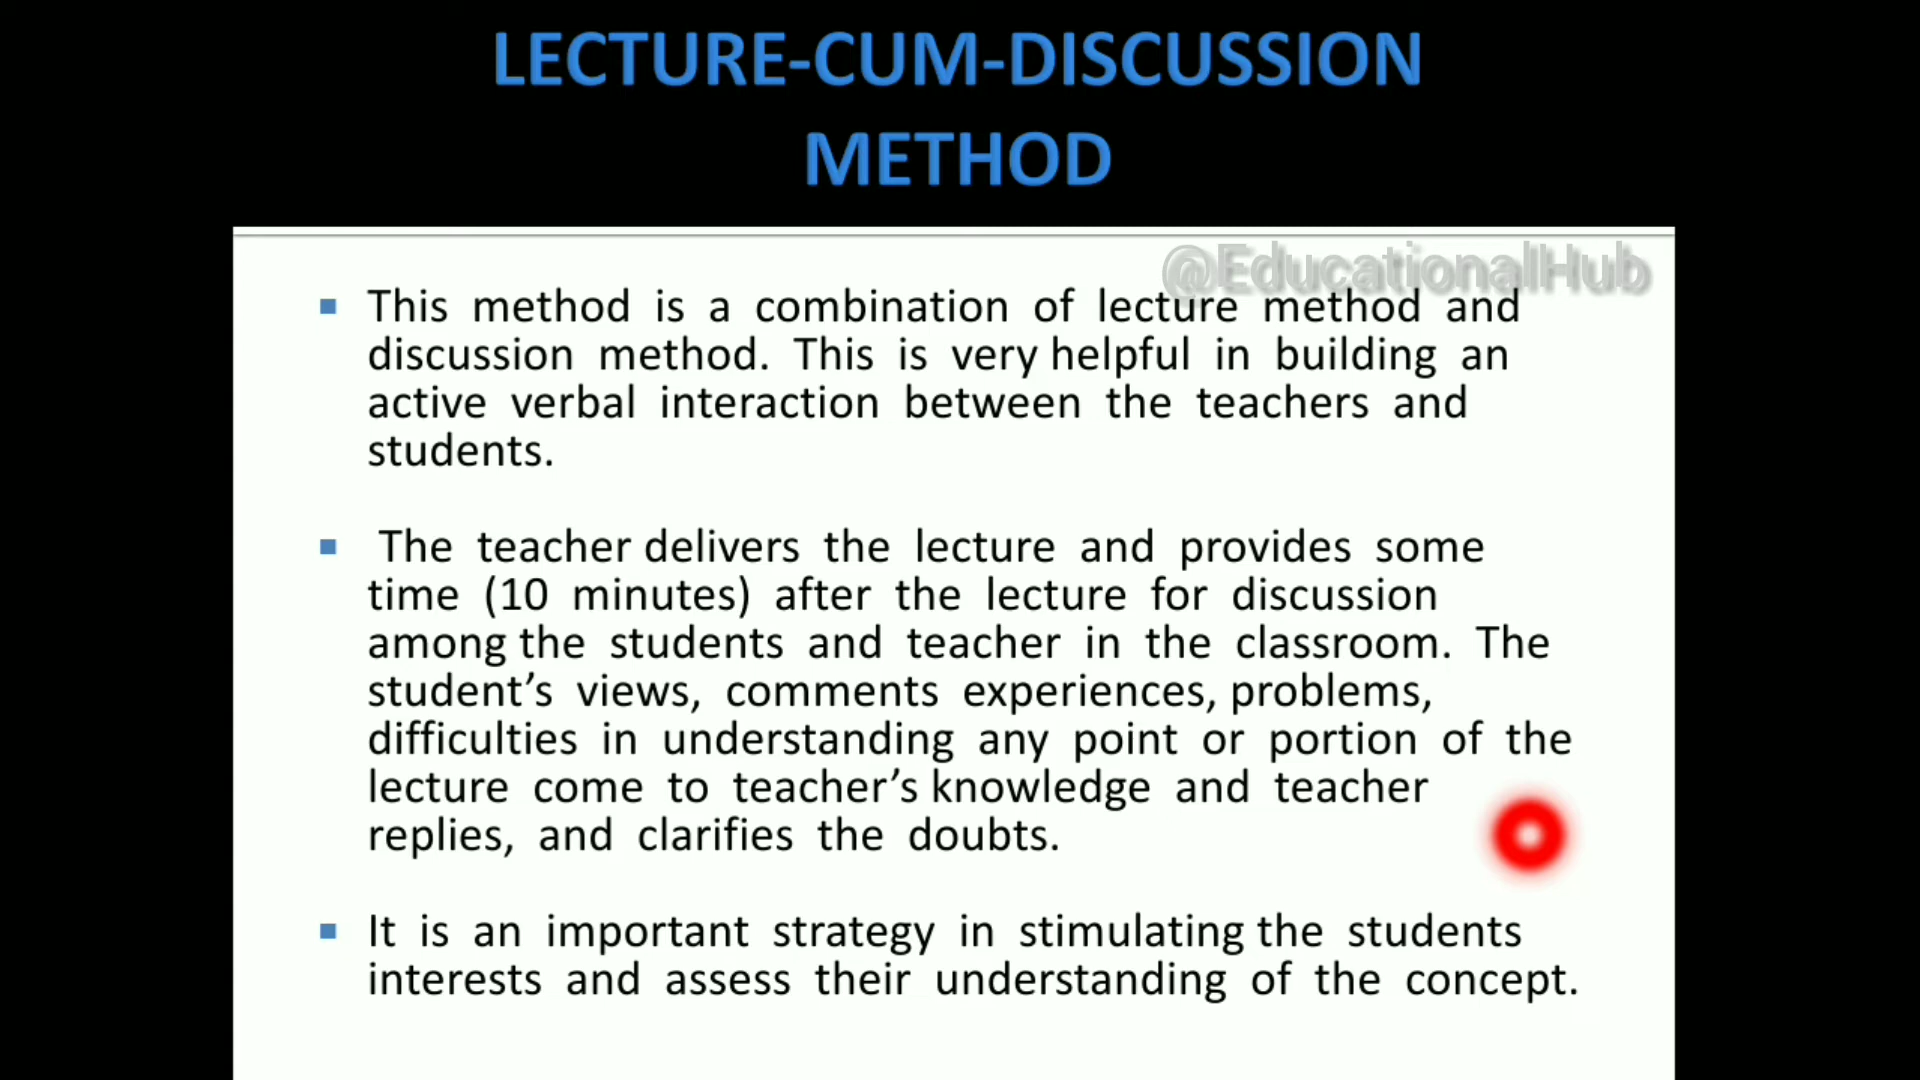 LECTURE-CUM-DISCUSSION
METHOD
@EducationalHub
This method is a combination of lecture method and
discussion method. This is very helpful in building an
active verbal interaction between the teachers and
students.
The teacher delivers the lecture and provides some
time (10 minutes) after the lecture for discussion
among the students and teacher in the classroom. The
student’s views, comments experiences, problems,
difficulties in understanding any point or portion of the
lecture come to teacher’s knowledge and teacher
replies, and clarifies the doubts.
It is an important strategy in stimulating the students
interests and assess their understanding of the concept.